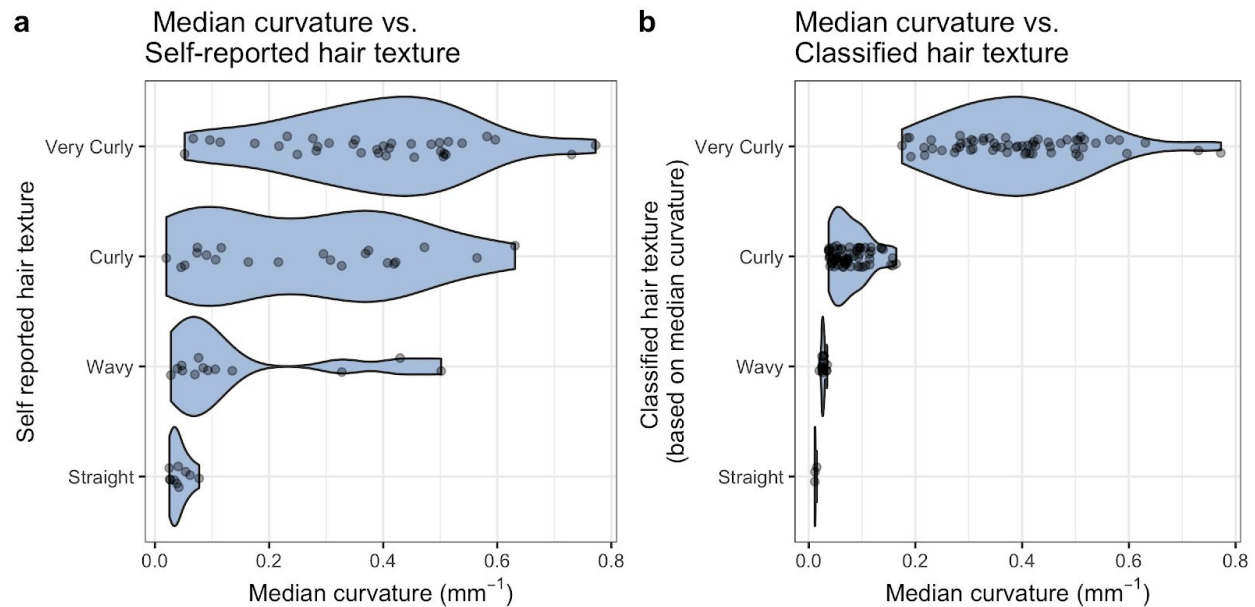 a
Median curvature vs.
Self-reported hair texture
Self reported hair texture
Very Curly
Curly
Wavy
Straight
0.0
0.2
0.4
0.6
0.8
Median curvature (mm⁻¹)
b
Median curvature vs.
Classified hair texture
Classified hair texture
(based on median curvature)
Very Curly
Curly
Wavy
Straight
0.0
0.2
0.4
0.6
0.8
Median curvature (mm⁻¹)